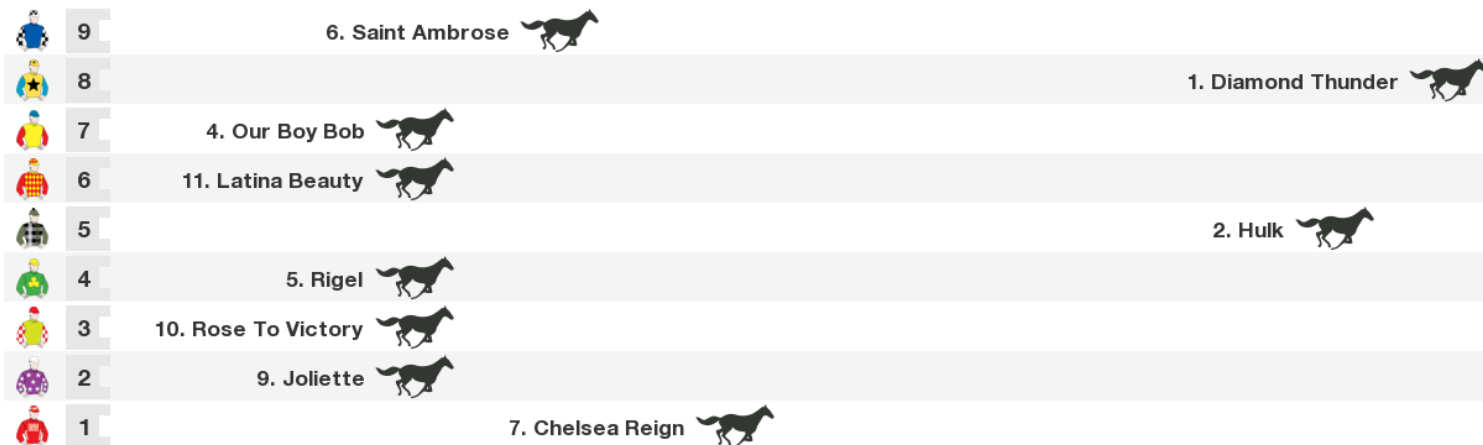 9 6. Saint Ambrose
8 1. Diamond Thunder
7 4. Our Boy Bob
6 11. Latina Beauty
5 2. Hulk
4 5. Rigel
3 10. Rose To Victory
2 9. Joliette
1 7. Chelsea Reign